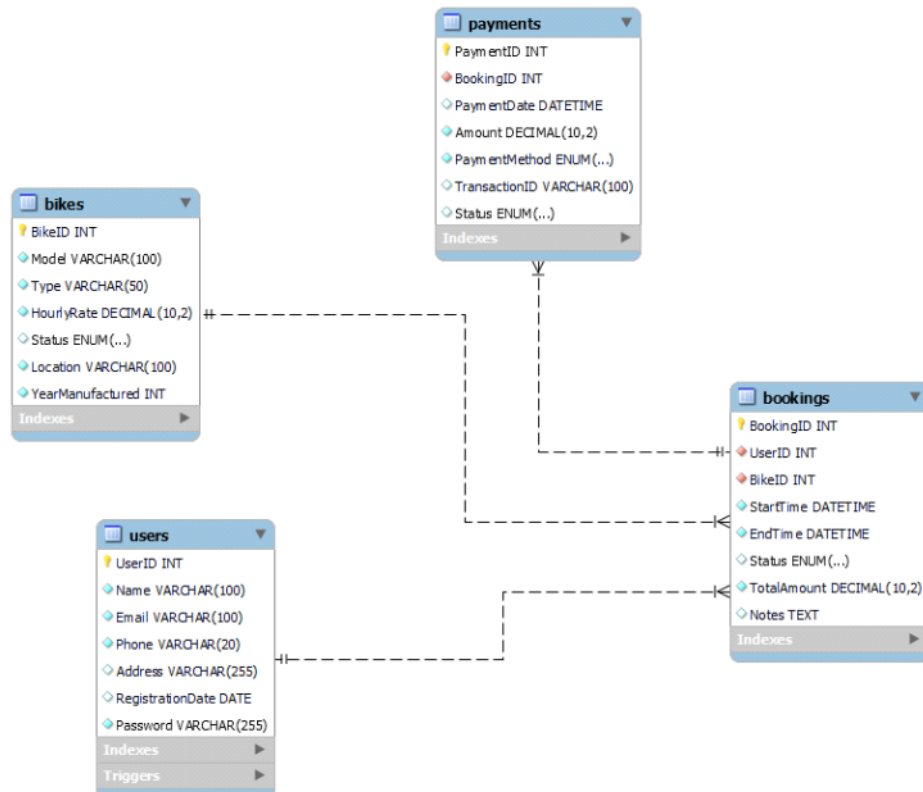 payments
PaymentID INT
BookingID INT
PaymentDate DATETIME
Amount DECIMAL(10,2)
PaymentMethod ENUM(...)
TransactionID VARCHAR(100)
Status ENUM(...)
Indexes
bikes
BikeID INT
Model VARCHAR(100)
Type VARCHAR(50)
HourlyRate DECIMAL(10,2)
Status ENUM(...)
Location VARCHAR(100)
YearManufactured INT
Indexes
bookings
BookingID INT
UserID INT
BikeID INT
StartTime DATETIME
EndTime DATETIME
Status ENUM(...)
TotalAmount DECIMAL(10,2)
Notes TEXT
Indexes
users
UserID INT
Name VARCHAR(100)
Email VARCHAR(100)
Phone VARCHAR(20)
Address VARCHAR(255)
RegistrationDate DATE
Password VARCHAR(255)
Indexes
Triggers